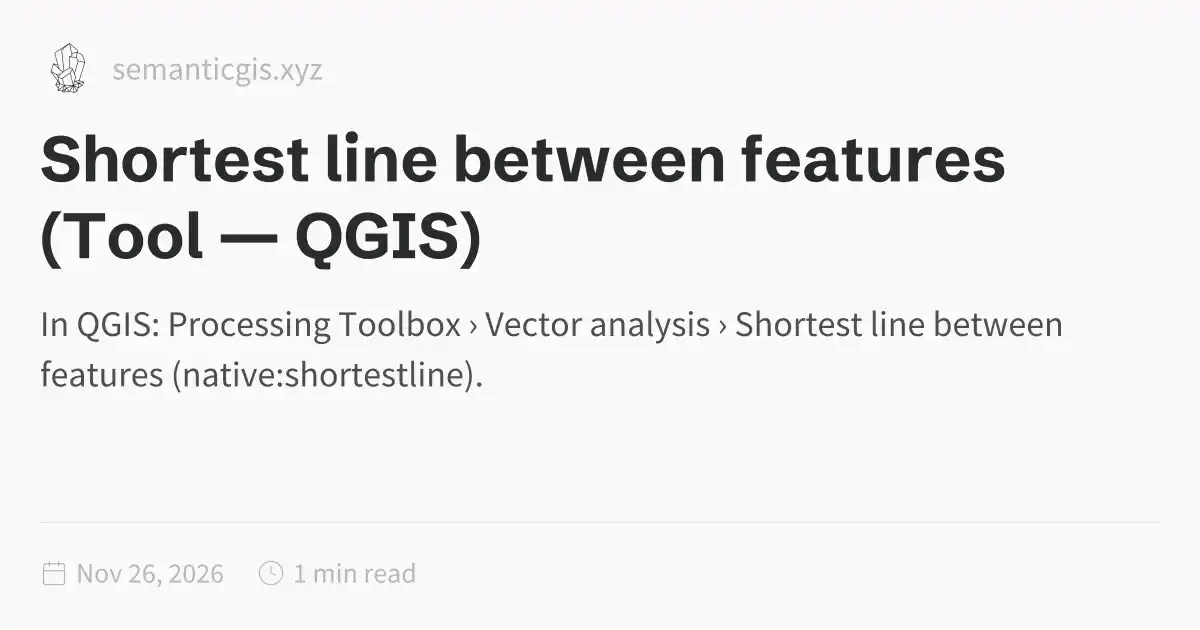 semanticgis.xyz
Shortest line between features
(Tool — QGIS)
In QGIS: Processing Toolbox › Vector analysis › Shortest line between
features (native:shortestline).
Nov 26, 2026 1 min read